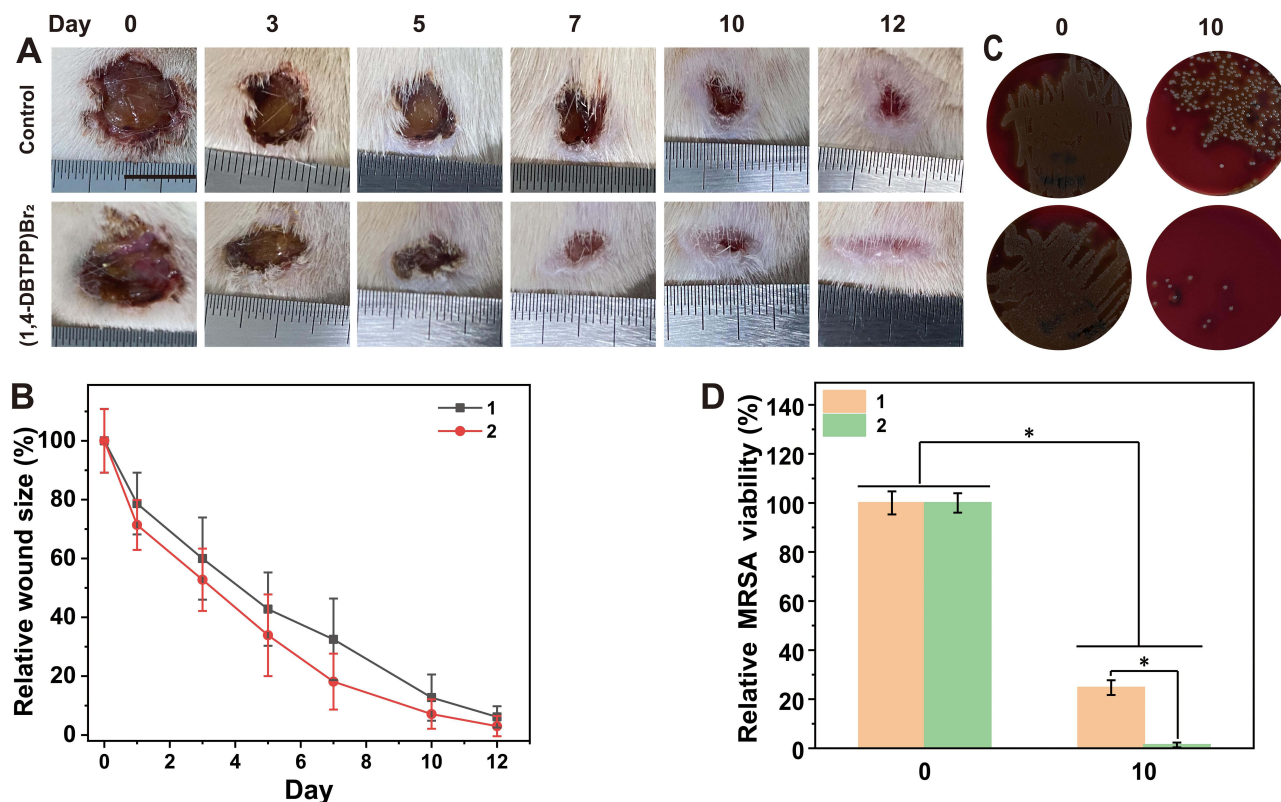 Day 0 3 5 7 10 12
A
Control
(1,4-DBTPP)Br₂
C
0 10
B
Relative wound size (%)
100
80
60
40
20
0
0 2 4 6 8 10 12
Day
1
2
D
Relative MRSA viability (%)
140
120
100
80
60
40
20
0
0 10
1
2
*
*